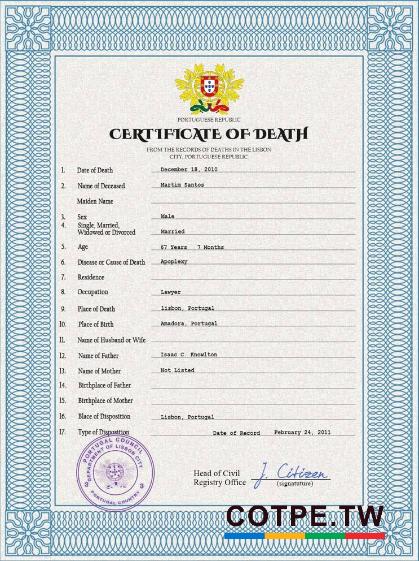 PORTUGUESE REPUBLIC
CERTIFICATE OF DEATH
FROM THE RECORDS OF DEATHS IN THE LISBON
CITY, PORTUGUESE REPUBLIC
1. Date of Death December 18, 2010
2. Name of Deceased Martim Santos
Maiden Name
3. Sex Male
4. Single, Married,
Widowed or Divorced Married
5. Age 67 Years 7 Months
6. Disease or Cause of Death Apoplexy
7. Residence
8. Occupation Lawyer
9. Place of Death lisbon, Portugal
10. Place of Birth Amadora, Portugal
11. Name of Husband or Wife
12. Name of Father Isaac C. Knowlton
13. Name of Mother Not Listed
14. Birthplace of Father
15. Birthplace of Mother
16. Blace of Disposition Lisbon, Portugal
17. Type of Disposition Date of Record February 24, 2011
PORTUGAL COUNCIL
DEPARTMENT OF LISBON CITY
PORTUGAL COUNTRY
Head of Civil
Registry Office J. Citizen
(signatature)
COTPE.TW